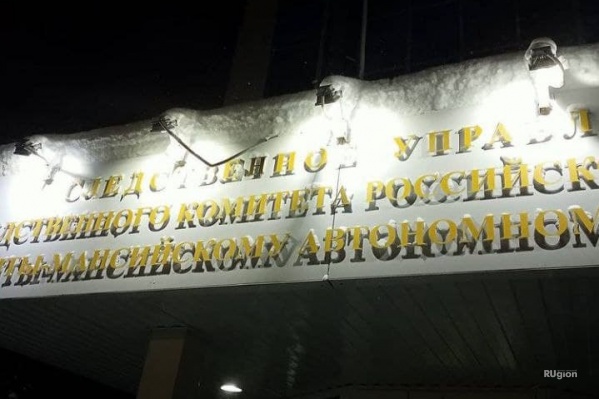 СЛЕДСТВЕННОЕ УПРАВЛ
ДСТВЕННОГО КОМИТЕТА РОССИЙСК
ТЫ-МАНСИЙСКОМУ АВТОНОМНОМ
RUgion